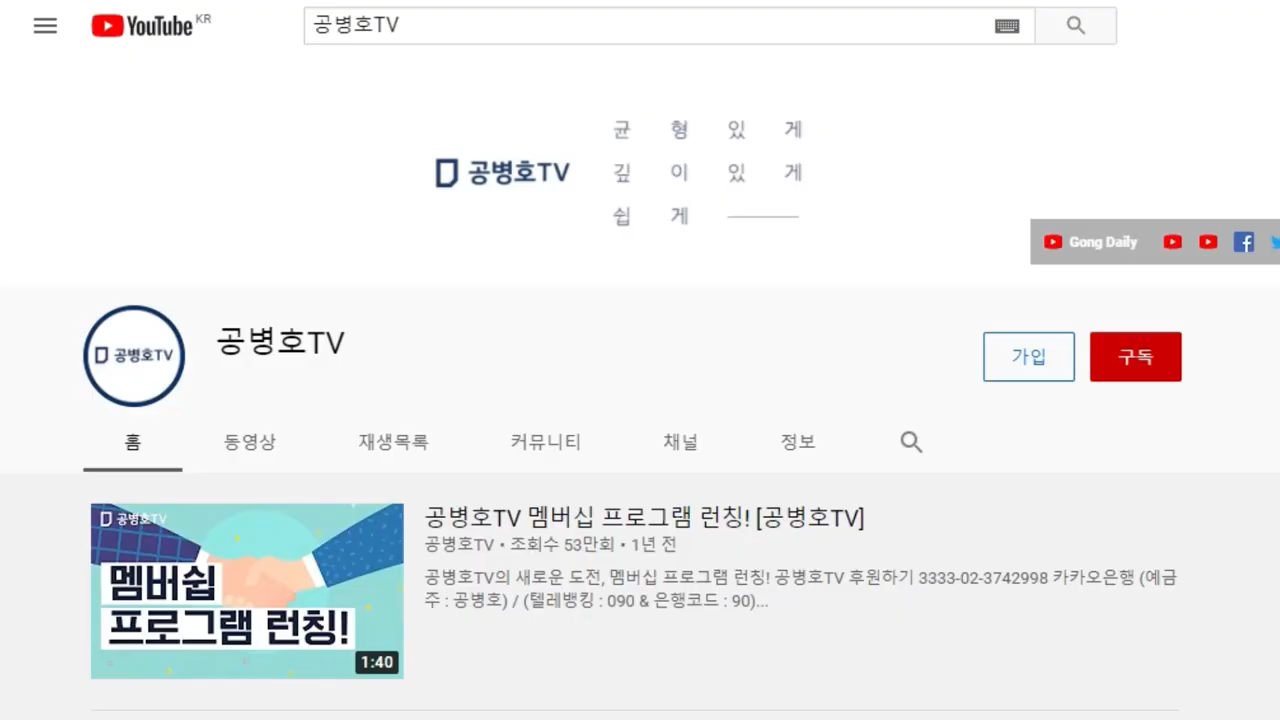 YouTube KR
공병호TV
균 형 있 게
공병호TV
깊 이 있 게
쉽 게
Gong Daily
공병호TV
공병호TV
가입
구독
홈 동영상 재생목록 커뮤니티 채널 정보
공병호TV
멤버쉽
프로그램 런칭!
1:40
공병호TV 멤버십 프로그램 런칭! [공병호TV]
공병호TV • 조회수 53만회 • 1년 전
공병호TV의 새로운 도전, 멤버십 프로그램 런칭! 공병호TV 후원하기 3333-02-3742998 카카오은행 (예금
주 : 공병호) / (텔레뱅킹 : 090 & 은행코드 : 90)...